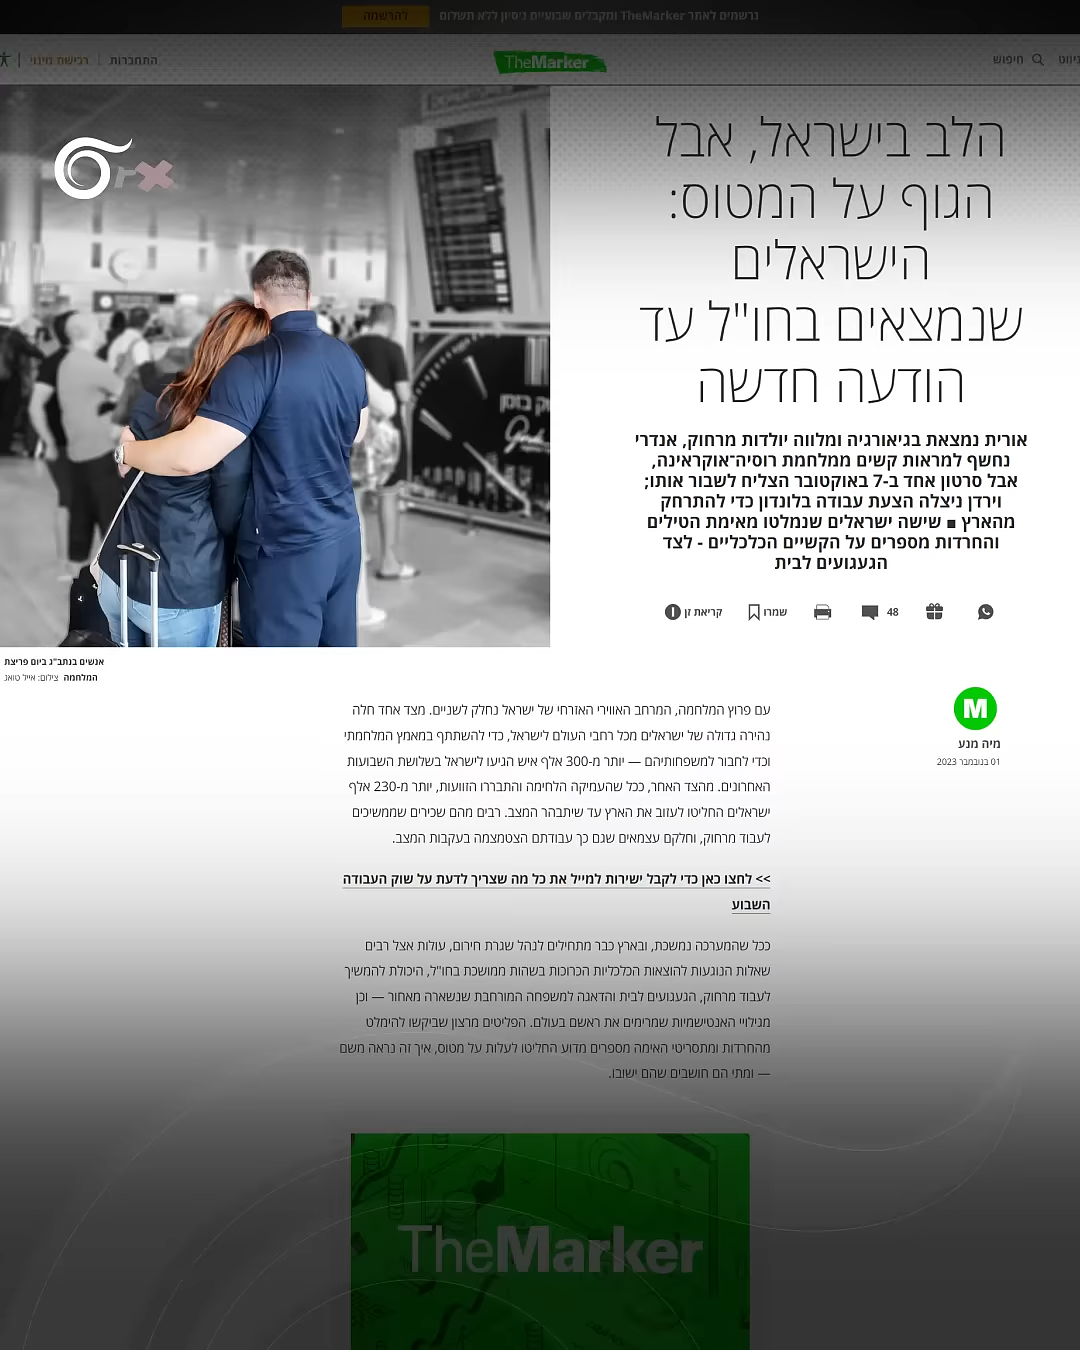 נרשמים לאתר TheMarker ומקבלים שבועיים ניסיון ללא תשלום
להרשמה
חיפוש
TheMarker
התחברות | רכישת מינוי
הלב בישראל, אבל
הגוף על המטוס:
הישראלים
שנמצאים בחו"ל עד
הודעה חדשה
אורית נמצאת בגיאורגיה ומלווה יולדות מרחוק, אנדרי
נחשף למראות קשים ממלחמת רוסיה־אוקראינה,
אבל סרטון אחד ב-7 באוקטובר הצליח לשבור אותו;
וירדן ניצלה הצעת עבודה בלונדון כדי להתרחק
מהארץ ■ שישה ישראלים שנמלטו מאימת הטילים
והחרדות מספרים על הקשיים הכלכליים - לצד
הגעגועים לבית
48
שמרו
קריאת זן
אנשים בנתב"ג ביום פריצת
המלחמה צילום: אייל טואג
M
מיה מנע
01 בנובמבר 2023
עם פרוץ המלחמה, המרחב האווירי האזרחי של ישראל נחלק לשניים. מצד אחד חלה
נהירה גדולה של ישראלים מכל רחבי העולם לישראל, כדי להשתתף במאמץ המלחמתי
וכדי לחבור למשפחותיהם — יותר מ-300 אלף איש הגיעו לישראל בשלושת השבועות
האחרונים. מהצד האחר, ככל שהעמיקה הלחימה והתבררו הזוועות, יותר מ-230 אלף
ישראלים החליטו לעזוב את הארץ עד שיתבהר המצב. רבים מהם שכירים שממשיכים
לעבוד מרחוק, וחלקם עצמאים שגם כך עבודתם הצטמצמה בעקבות המצב.
>> לחצו כאן כדי לקבל ישירות למייל את כל מה שצריך לדעת על שוק העבודה
השבוע
ככל שהמערכה נמשכת, ובארץ כבר מתחילים לנהל שגרת חירום, עולות אצל רבים
שאלות הנוגעות להוצאות הכלכליות הכרוכות בשהות ממושכת בחו"ל, היכולת להמשיך
לעבוד מרחוק, הגעגועים לבית והדאגה למשפחה המורחבת שנשארה מאחור — וכן
מגילויי האנטישמיות שמרימים את ראשם בעולם. הפליטים מרצון שביקשו להימלט
מהחרדות ומתסריטי האימה מספרים מדוע החליטו לעלות על מטוס, איך זה נראה משם
— ומתי הם חושבים שהם ישובו.
TheMarker